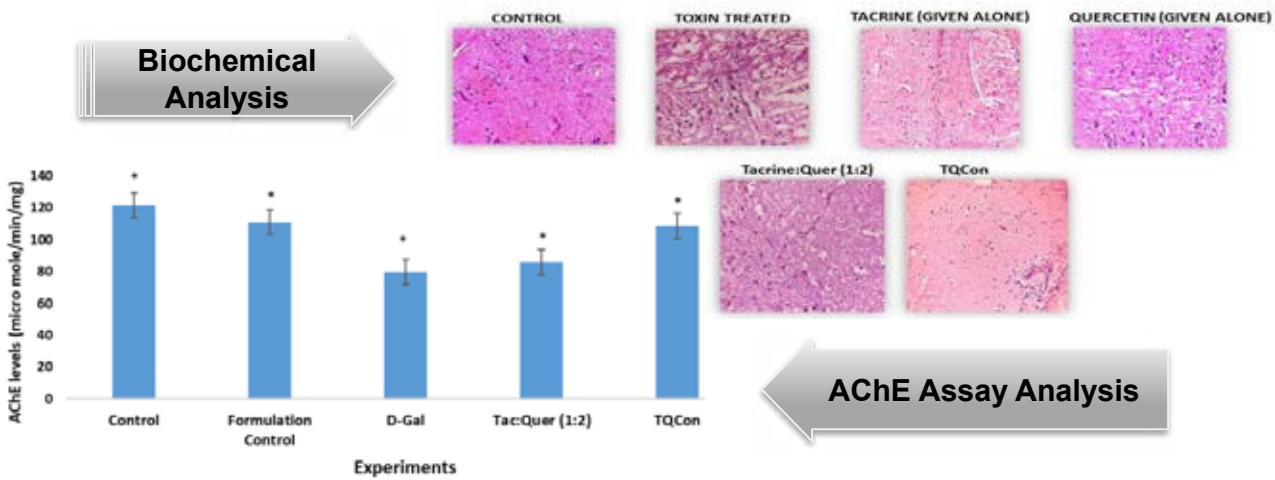 Biochemical
Analysis
CONTROL
TOXIN TREATED
TACRINE (GIVEN ALONE)
QUERCETIN (GIVEN ALONE)
Tacrine:Quer (1:2)
TQCon
AChE levels (micro mole/min/mg)
140
120
100
80
60
40
20
0
*
*
*
*
*
Control
Formulation
Control
D-Gal
Tac:Quer (1:2)
TQCon
Experiments
AChE Assay Analysis